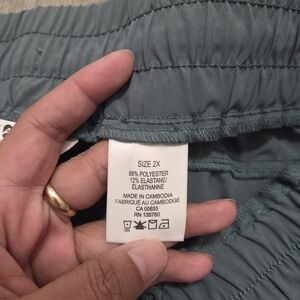 SIZE 2X
88% POLYESTER
12% ELASTANE/
ÉLASTHANNE
MADE IN CAMBODIA
FABRIQUÉ AU CAMBODGE
CA 00855
RN 138760